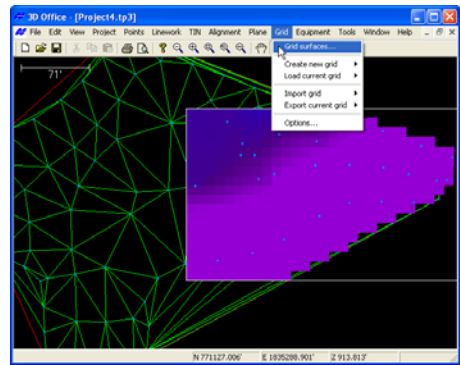 3D Office - [Project4.tp3]
File Edit View Project Points Linework TIN Alignment Plane Grid Equipment Tools Window Help
Grid surfaces...
71'
Create new grid
Load current grid
Import grid
Export current grid
Options...
N 771127.006' E 1835288.901' Z 913.813'